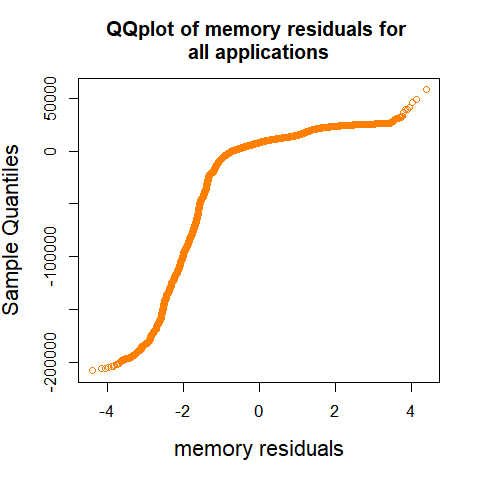 QQplot of memory residuals for
all applications
Sample Quantiles
50000
0
-100000
-200000
-4
-2
0
2
4
memory residuals